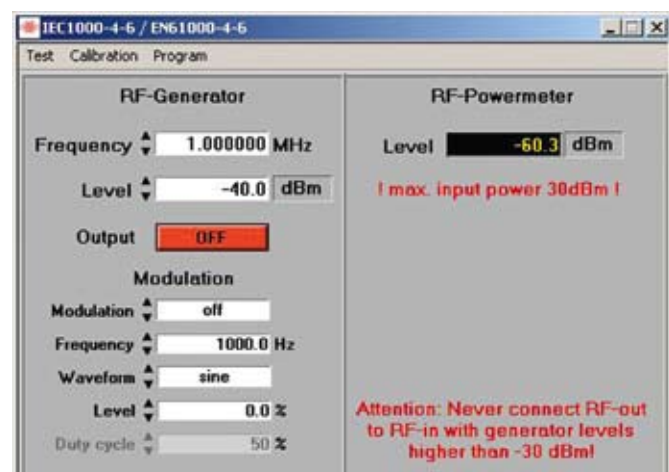 IEC1000-4-6 / EN61000-4-6
Test Calibration Program
RF-Generator
Frequency 1.000000 MHz
Level -40.0 dBm
Output OFF
Modulation
Modulation off
Frequency 1000.0 Hz
Waveform sine
Level 0.0 %
Duty cycle 50 %
RF-Powermeter
Level -60.3 dBm
! max. input power 30dBm !
Attention: Never connect RF-out
to RF-in with generator levels
higher than -30 dBm!